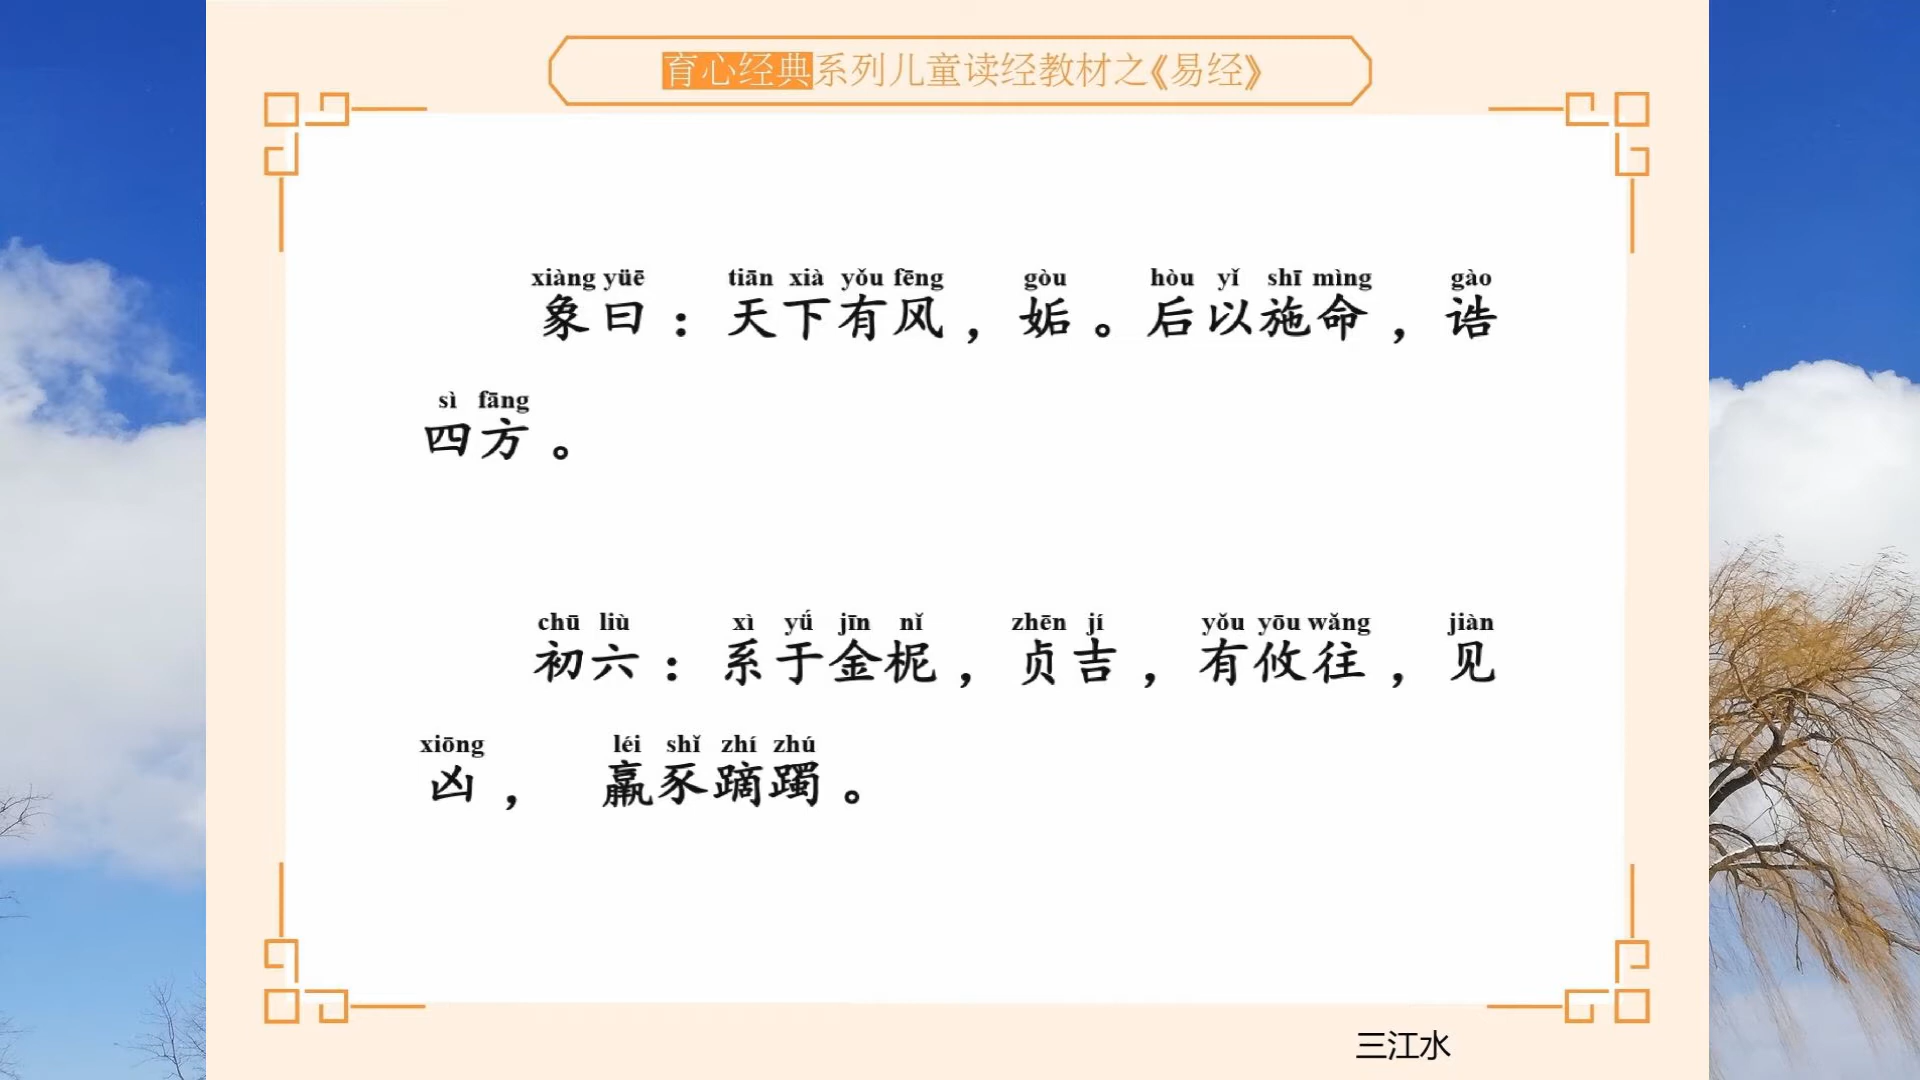 育心经典系列儿童读经教材之《易经》
xiàng yüē tiān xià yǒu fēng gòu hòu yǐ shī mìng gào
象曰：天下有风，姤。后以施命，诰
sì fāng
四方。
chū liù xì yǘ jīn nǐ zhēn jí yǒu yōu wǎng jiàn
初六：系于金柅，贞吉，有攸往，见
xiōng léi shǐ zhí zhú
凶，羸豕蹢躅。
三江水